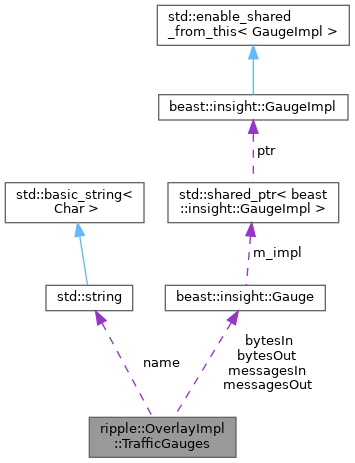 std::enable_shared
_from_this< GaugeImpl >
beast::insight::GaugeImpl
ptr
std::basic_string<
Char >
std::shared_ptr< beast
::insight::GaugeImpl >
m_impl
std::string
beast::insight::Gauge
name
bytesIn
bytesOut
messagesIn
messagesOut
ripple::OverlayImpl
::TrafficGauges